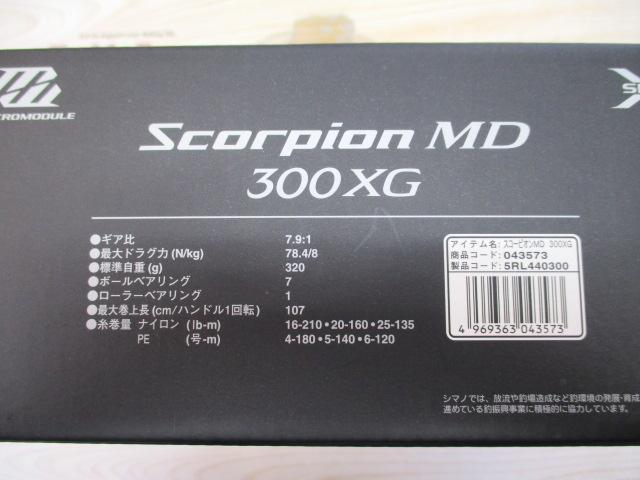 Scorpion MD
300XG
●ギア比 7.9:1
●最大ドラグ力(N/kg) 78.4/8
●標準自重(g) 320
●ボールベアリング 7
●ローラーベアリング 1
●最大巻上長(cm/ハンドル1回転) 107
●糸巻量 ナイロン (lb-m) 16-210・20-160・25-135
PE (号-m) 4-180・5-140・6-120
アイテム名: スコーピオンMD 300XG
商品コード: 043573
製品コード: 5RL440300
4 969363 043573
シマノでは、放流や釣場造成など釣環境の発展・育成
進めている釣振興事業に積極的に協力しています。